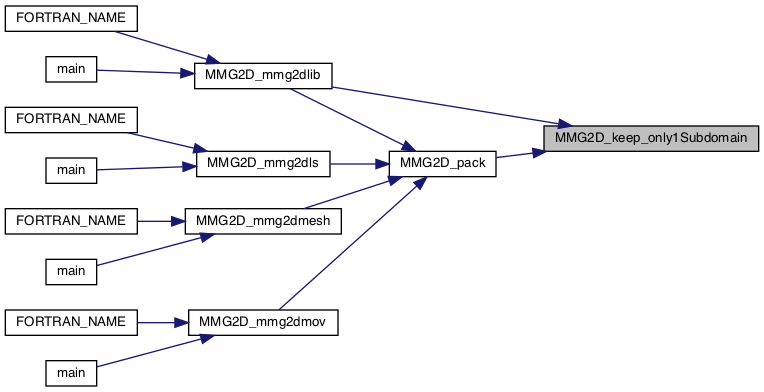 FORTRAN_NAME
main
MMG2D_mmg2dlib
FORTRAN_NAME
MMG2D_keep_only1Subdomain
MMG2D_mmg2dls
MMG2D_pack
main
FORTRAN_NAME
MMG2D_mmg2dmesh
main
FORTRAN_NAME
MMG2D_mmg2dmov
main